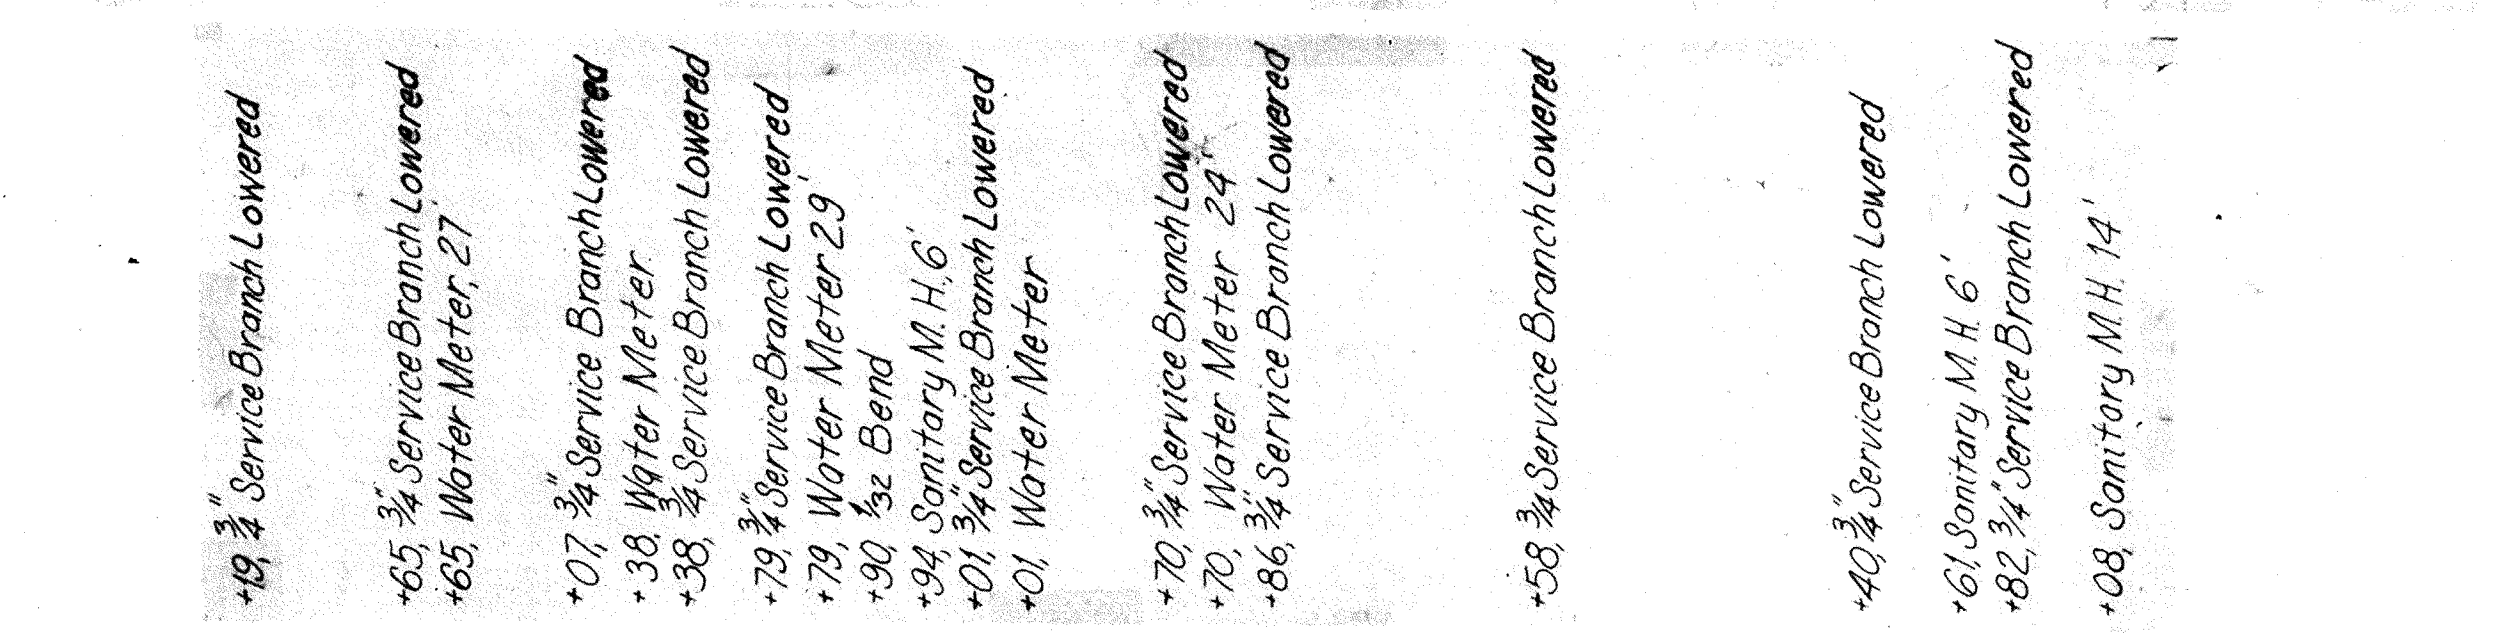 +19, 3/4" Service Branch Lowered
+65, 3/4" Service Branch Lowered
+65, Water Meter, 27'
+07, 3/4" Service Branch Lowered
+38, Water Meter
+38, 3/4" Service Branch Lowered
+79, 3/4" Service Branch Lowered
+79, Water Meter 29'
+90, 1/32 Bend
+94, Sanitary M.H., 6'
+01, 3/4" Service Branch Lowered
+01, Water Meter
+70, 3/4" Service Branch Lowered
+70, Water Meter 24'
+86, 3/4" Service Branch Lowered
+58, 3/4 Service Branch Lowered
+40, 3/4" Service Branch Lowered
+61, Sanitary M.H. 6'
+82, 3/4" Service Branch Lowered
+08, Sanitary M.H. 14'